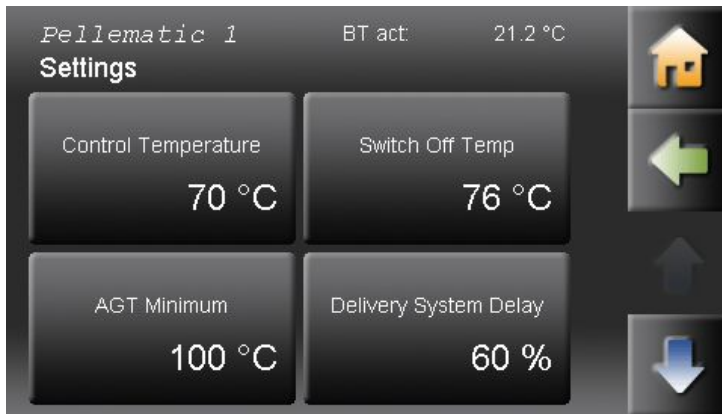 Pellematic 1 BT act: 21.2 °C
Settings
Control Temperature Switch Off Temp
70 °C 76 °C
AGT Minimum Delivery System Delay
100 °C 60 %